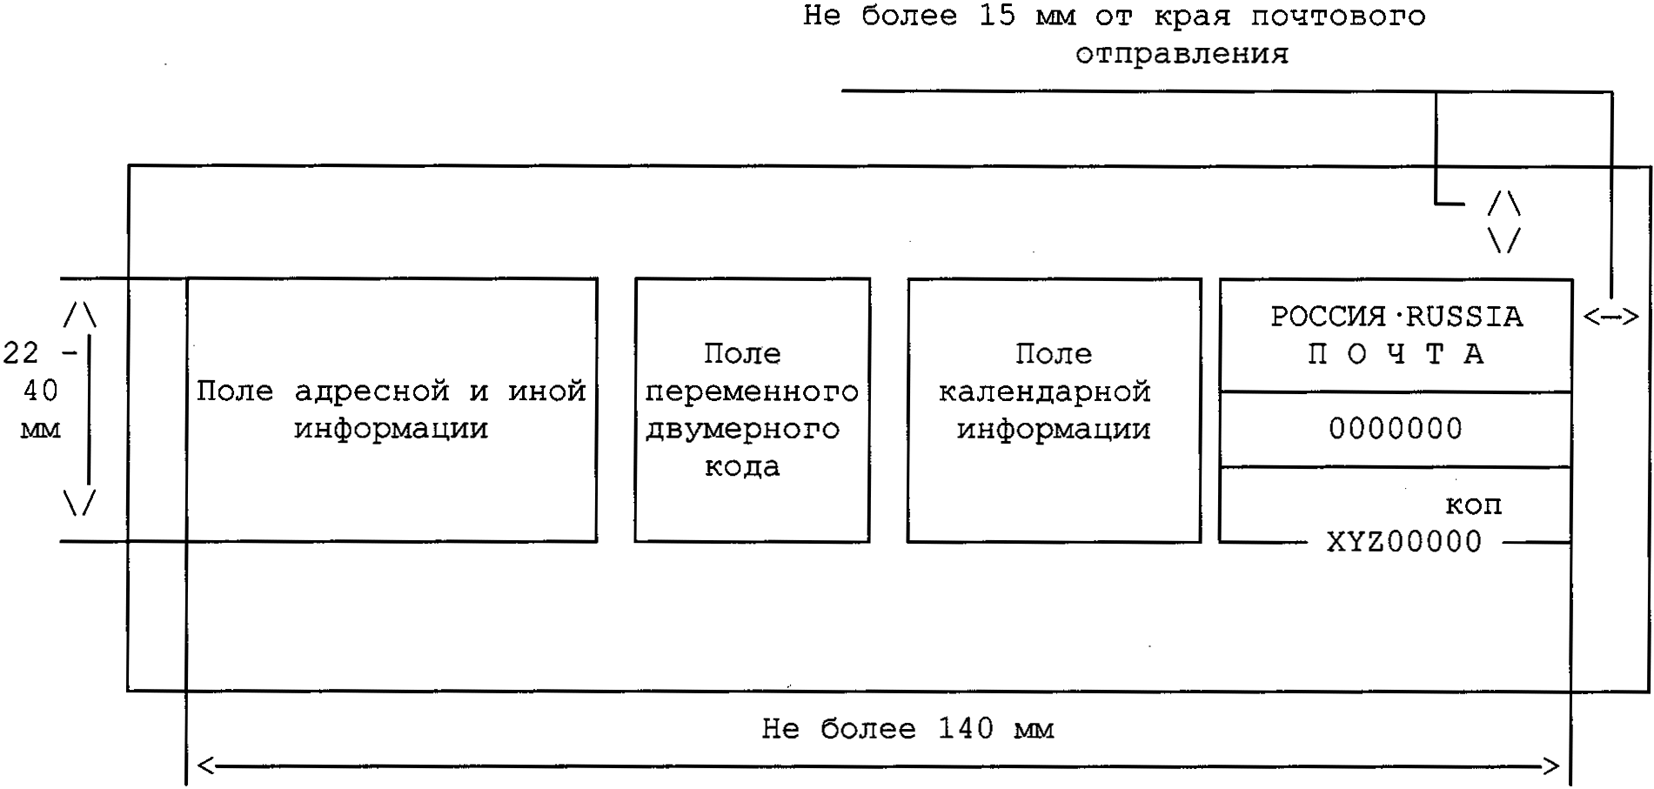 Не более 15 мм от края почтового
отправления
22 -
40
мм
Поле адресной и иной
информации
Поле
переменного
двумерного
кода
Поле
календарной
информации
РОССИЯ·RUSSIA
П О Ч Т А
0000000
коп
XYZ00000
Не более 140 мм